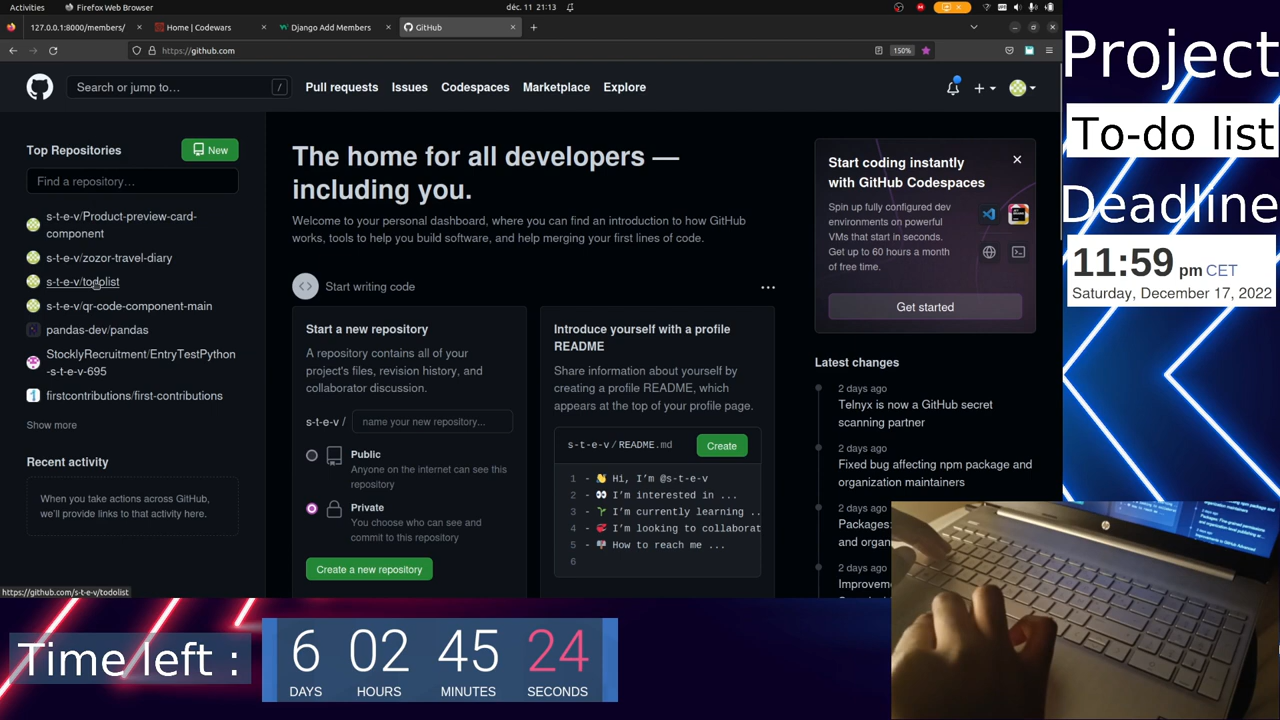 Activities
Firefox Web Browser
déc. 11 21:13
127.0.0.1:8000/members/
Home | Codewars
Django Add Members
GitHub
https://github.com
150%
Search or jump to…
/
Pull requests
Issues
Codespaces
Marketplace
Explore
Top Repositories
New
Find a repository…
s-t-e-v/Product-preview-card-
component
s-t-e-v/zozor-travel-diary
s-t-e-v/todolist
s-t-e-v/qr-code-component-main
pandas-dev/pandas
StocklyRecruitment/EntryTestPython
-s-t-e-v-695
firstcontributions/first-contributions
Show more
Recent activity
When you take actions across GitHub,
we'll provide links to that activity here.
https://github.com/s-t-e-v/todolist
The home for all developers —
including you.
Welcome to your personal dashboard, where you can find an introduction to how GitHub
works, tools to help you build software, and help merging your first lines of code.
Start writing code
Start a new repository
A repository contains all of your
project's files, revision history, and
collaborator discussion.
s-t-e-v /
name your new repository...
Public
Anyone on the internet can see this
repository
Private
You choose who can see and
commit to this repository
Create a new repository
Introduce yourself with a profile
README
Share information about yourself by
creating a profile README, which
appears at the top of your profile page.
s-t-e-v / README.md
Create
1 - 👋 Hi, I'm @s-t-e-v
2 - 👀 I'm interested in ...
3 - 🌱 I'm currently learning ..
4 - 💞️ I'm looking to collaborat
5 - 📫 How to reach me ...
6
Start coding instantly
with GitHub Codespaces
Spin up fully configured dev
environments on powerful
VMs that start in seconds.
Get up to 60 hours a month
of free time.
Get started
Latest changes
2 days ago
Telnyx is now a GitHub secret
scanning partner
2 days ago
Fixed bug affecting npm package and
organization maintainers
2 days ago
Packages:
and organ
2 days ago
Improveme
Project
To-do list
Deadline
11:59 pm CET
Saturday, December 17, 2022
Time left :
6 02 45 24
DAYS HOURS MINUTES SECONDS
hp